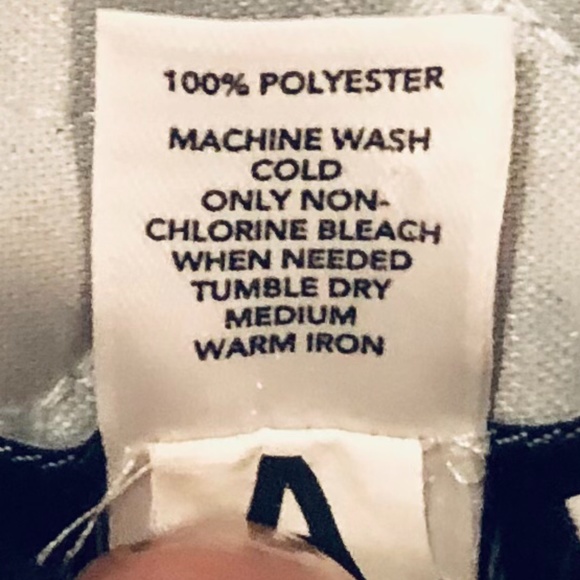 100% POLYESTER
MACHINE WASH
COLD
ONLY NON-
CHLORINE BLEACH
WHEN NEEDED
TUMBLE DRY
MEDIUM
WARM IRON